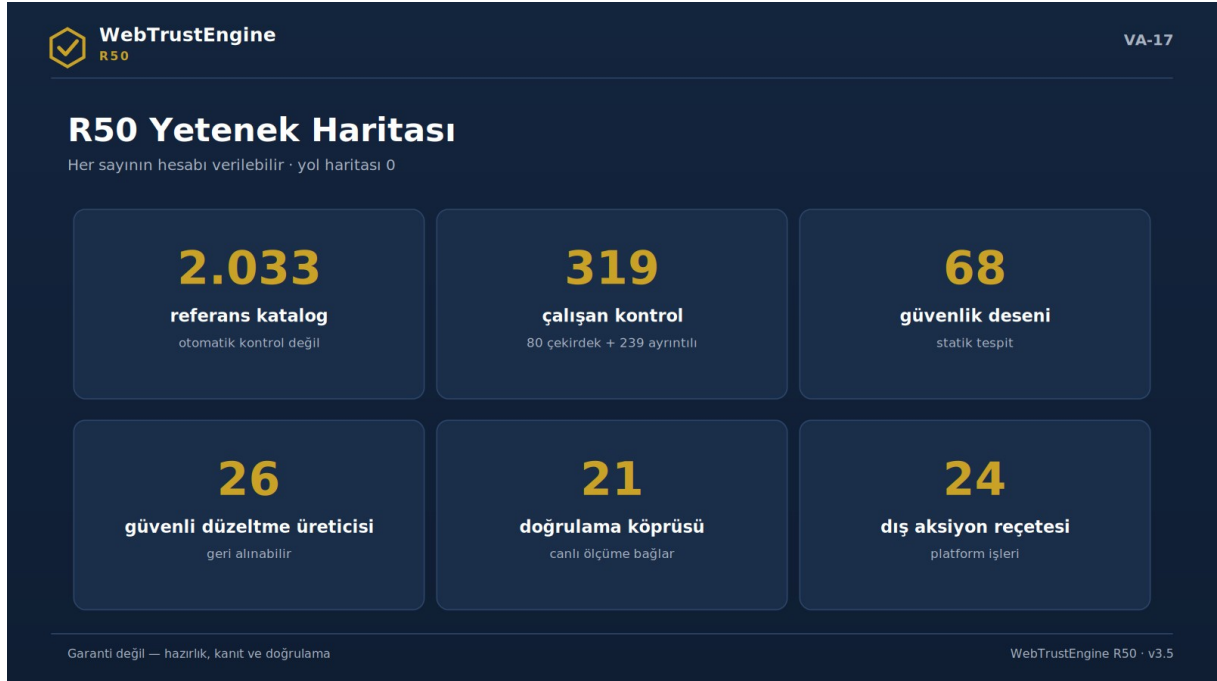 WebTrustEngine
R50
VA-17
R50 Yetenek Haritası
Her sayının hesabı verilebilir · yol haritası 0
2.033
referans katalog
otomatik kontrol değil
319
çalışan kontrol
80 çekirdek + 239 ayrıntılı
68
güvenlik deseni
statik tespit
26
güvenli düzeltme üreticisi
geri alınabilir
21
doğrulama köprüsü
canlı ölçüme bağlar
24
dış aksiyon reçetesi
platform işleri
Garanti değil — hazırlık, kanıt ve doğrulama
WebTrustEngine R50 · v3.5